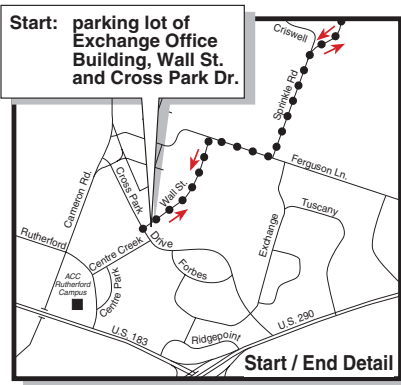 Start: parking lot of
Exchange Office
Building, Wall St.
and Cross Park Dr.
Criswell
Sprinkle Rd
Ferguson Ln.
Cross Park
Wall St.
Cameron Rd.
Tuscany
Rutherford
Drive
Exchange
Centre Creek
Forbes
ACC
Rutherford
Campus
Centre Park
U.S. 183
Ridgepoint
U.S. 290
Start / End Detail